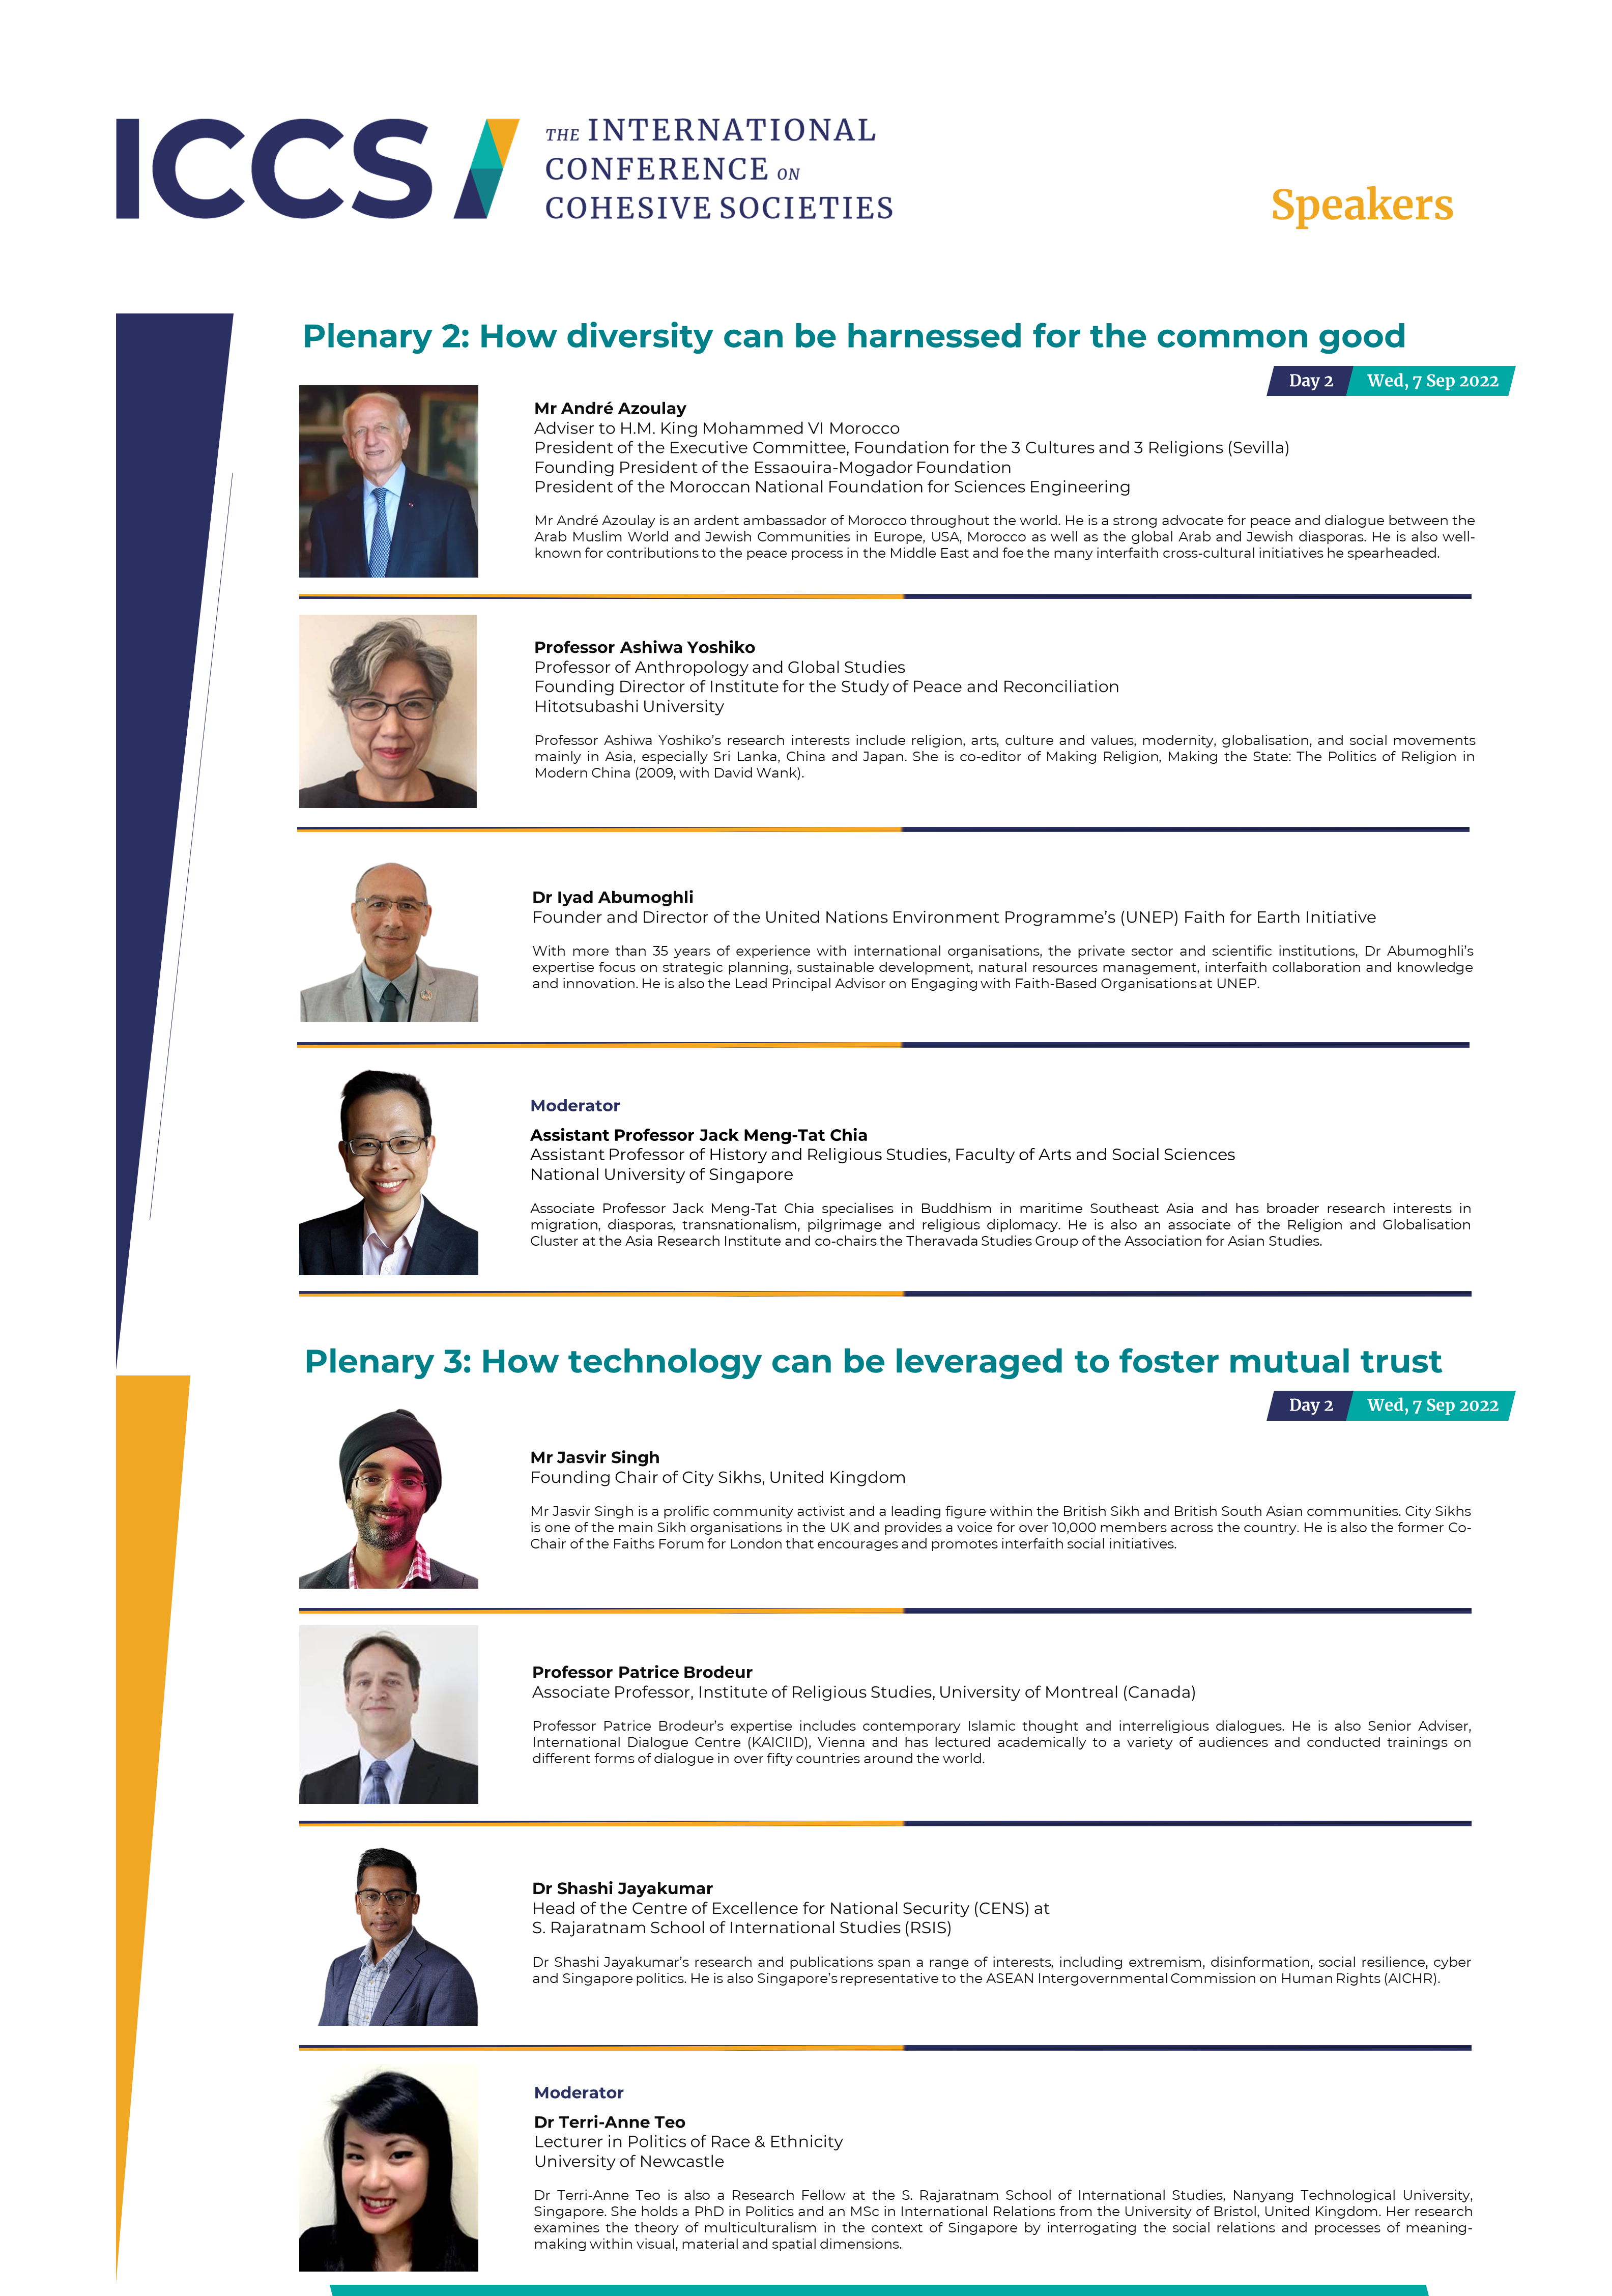 ICCS
THE INTERNATIONAL
CONFERENCE ON
COHESIVE SOCIETIES
Speakers
Plenary 2: How diversity can be harnessed for the common good
Day 2 Wed, 7 Sep 2022
Mr André Azoulay
Adviser to H.M. King Mohammed VI Morocco
President of the Executive Committee, Foundation for the 3 Cultures and 3 Religions (Sevilla)
Founding President of the Essaouira-Mogador Foundation
President of the Moroccan National Foundation for Sciences Engineering
Mr André Azoulay is an ardent ambassador of Morocco throughout the world. He is a strong advocate for peace and dialogue between the
Arab Muslim World and Jewish Communities in Europe, USA, Morocco as well as the global Arab and Jewish diasporas. He is also well-
known for contributions to the peace process in the Middle East and foe the many interfaith cross-cultural initiatives he spearheaded.
Professor Ashiwa Yoshiko
Professor of Anthropology and Global Studies
Founding Director of Institute for the Study of Peace and Reconciliation
Hitotsubashi University
Professor Ashiwa Yoshiko’s research interests include religion, arts, culture and values, modernity, globalisation, and social movements
mainly in Asia, especially Sri Lanka, China and Japan. She is co-editor of Making Religion, Making the State: The Politics of Religion in
Modern China (2009, with David Wank).
Dr Iyad Abumoghli
Founder and Director of the United Nations Environment Programme’s (UNEP) Faith for Earth Initiative
With more than 35 years of experience with international organisations, the private sector and scientific institutions, Dr Abumoghli’s
expertise focus on strategic planning, sustainable development, natural resources management, interfaith collaboration and knowledge
and innovation. He is also the Lead Principal Advisor on Engaging with Faith-Based Organisations at UNEP.
Moderator
Assistant Professor Jack Meng-Tat Chia
Assistant Professor of History and Religious Studies, Faculty of Arts and Social Sciences
National University of Singapore
Associate Professor Jack Meng-Tat Chia specialises in Buddhism in maritime Southeast Asia and has broader research interests in
migration, diasporas, transnationalism, pilgrimage and religious diplomacy. He is also an associate of the Religion and Globalisation
Cluster at the Asia Research Institute and co-chairs the Theravada Studies Group of the Association for Asian Studies.
Plenary 3: How technology can be leveraged to foster mutual trust
Day 2 Wed, 7 Sep 2022
Mr Jasvir Singh
Founding Chair of City Sikhs, United Kingdom
Mr Jasvir Singh is a prolific community activist and a leading figure within the British Sikh and British South Asian communities. City Sikhs
is one of the main Sikh organisations in the UK and provides a voice for over 10,000 members across the country. He is also the former Co-
Chair of the Faiths Forum for London that encourages and promotes interfaith social initiatives.
Professor Patrice Brodeur
Associate Professor, Institute of Religious Studies, University of Montreal (Canada)
Professor Patrice Brodeur’s expertise includes contemporary Islamic thought and interreligious dialogues. He is also Senior Adviser,
International Dialogue Centre (KAICIID), Vienna and has lectured academically to a variety of audiences and conducted trainings on
different forms of dialogue in over fifty countries around the world.
Dr Shashi Jayakumar
Head of the Centre of Excellence for National Security (CENS) at
S. Rajaratnam School of International Studies (RSIS)
Dr Shashi Jayakumar’s research and publications span a range of interests, including extremism, disinformation, social resilience, cyber
and Singapore politics. He is also Singapore’s representative to the ASEAN Intergovernmental Commission on Human Rights (AICHR).
Moderator
Dr Terri-Anne Teo
Lecturer in Politics of Race & Ethnicity
University of Newcastle
Dr Terri-Anne Teo is also a Research Fellow at the S. Rajaratnam School of International Studies, Nanyang Technological University,
Singapore. She holds a PhD in Politics and an MSc in International Relations from the University of Bristol, United Kingdom. Her research
examines the theory of multiculturalism in the context of Singapore by interrogating the social relations and processes of meaning-
making within visual, material and spatial dimensions.